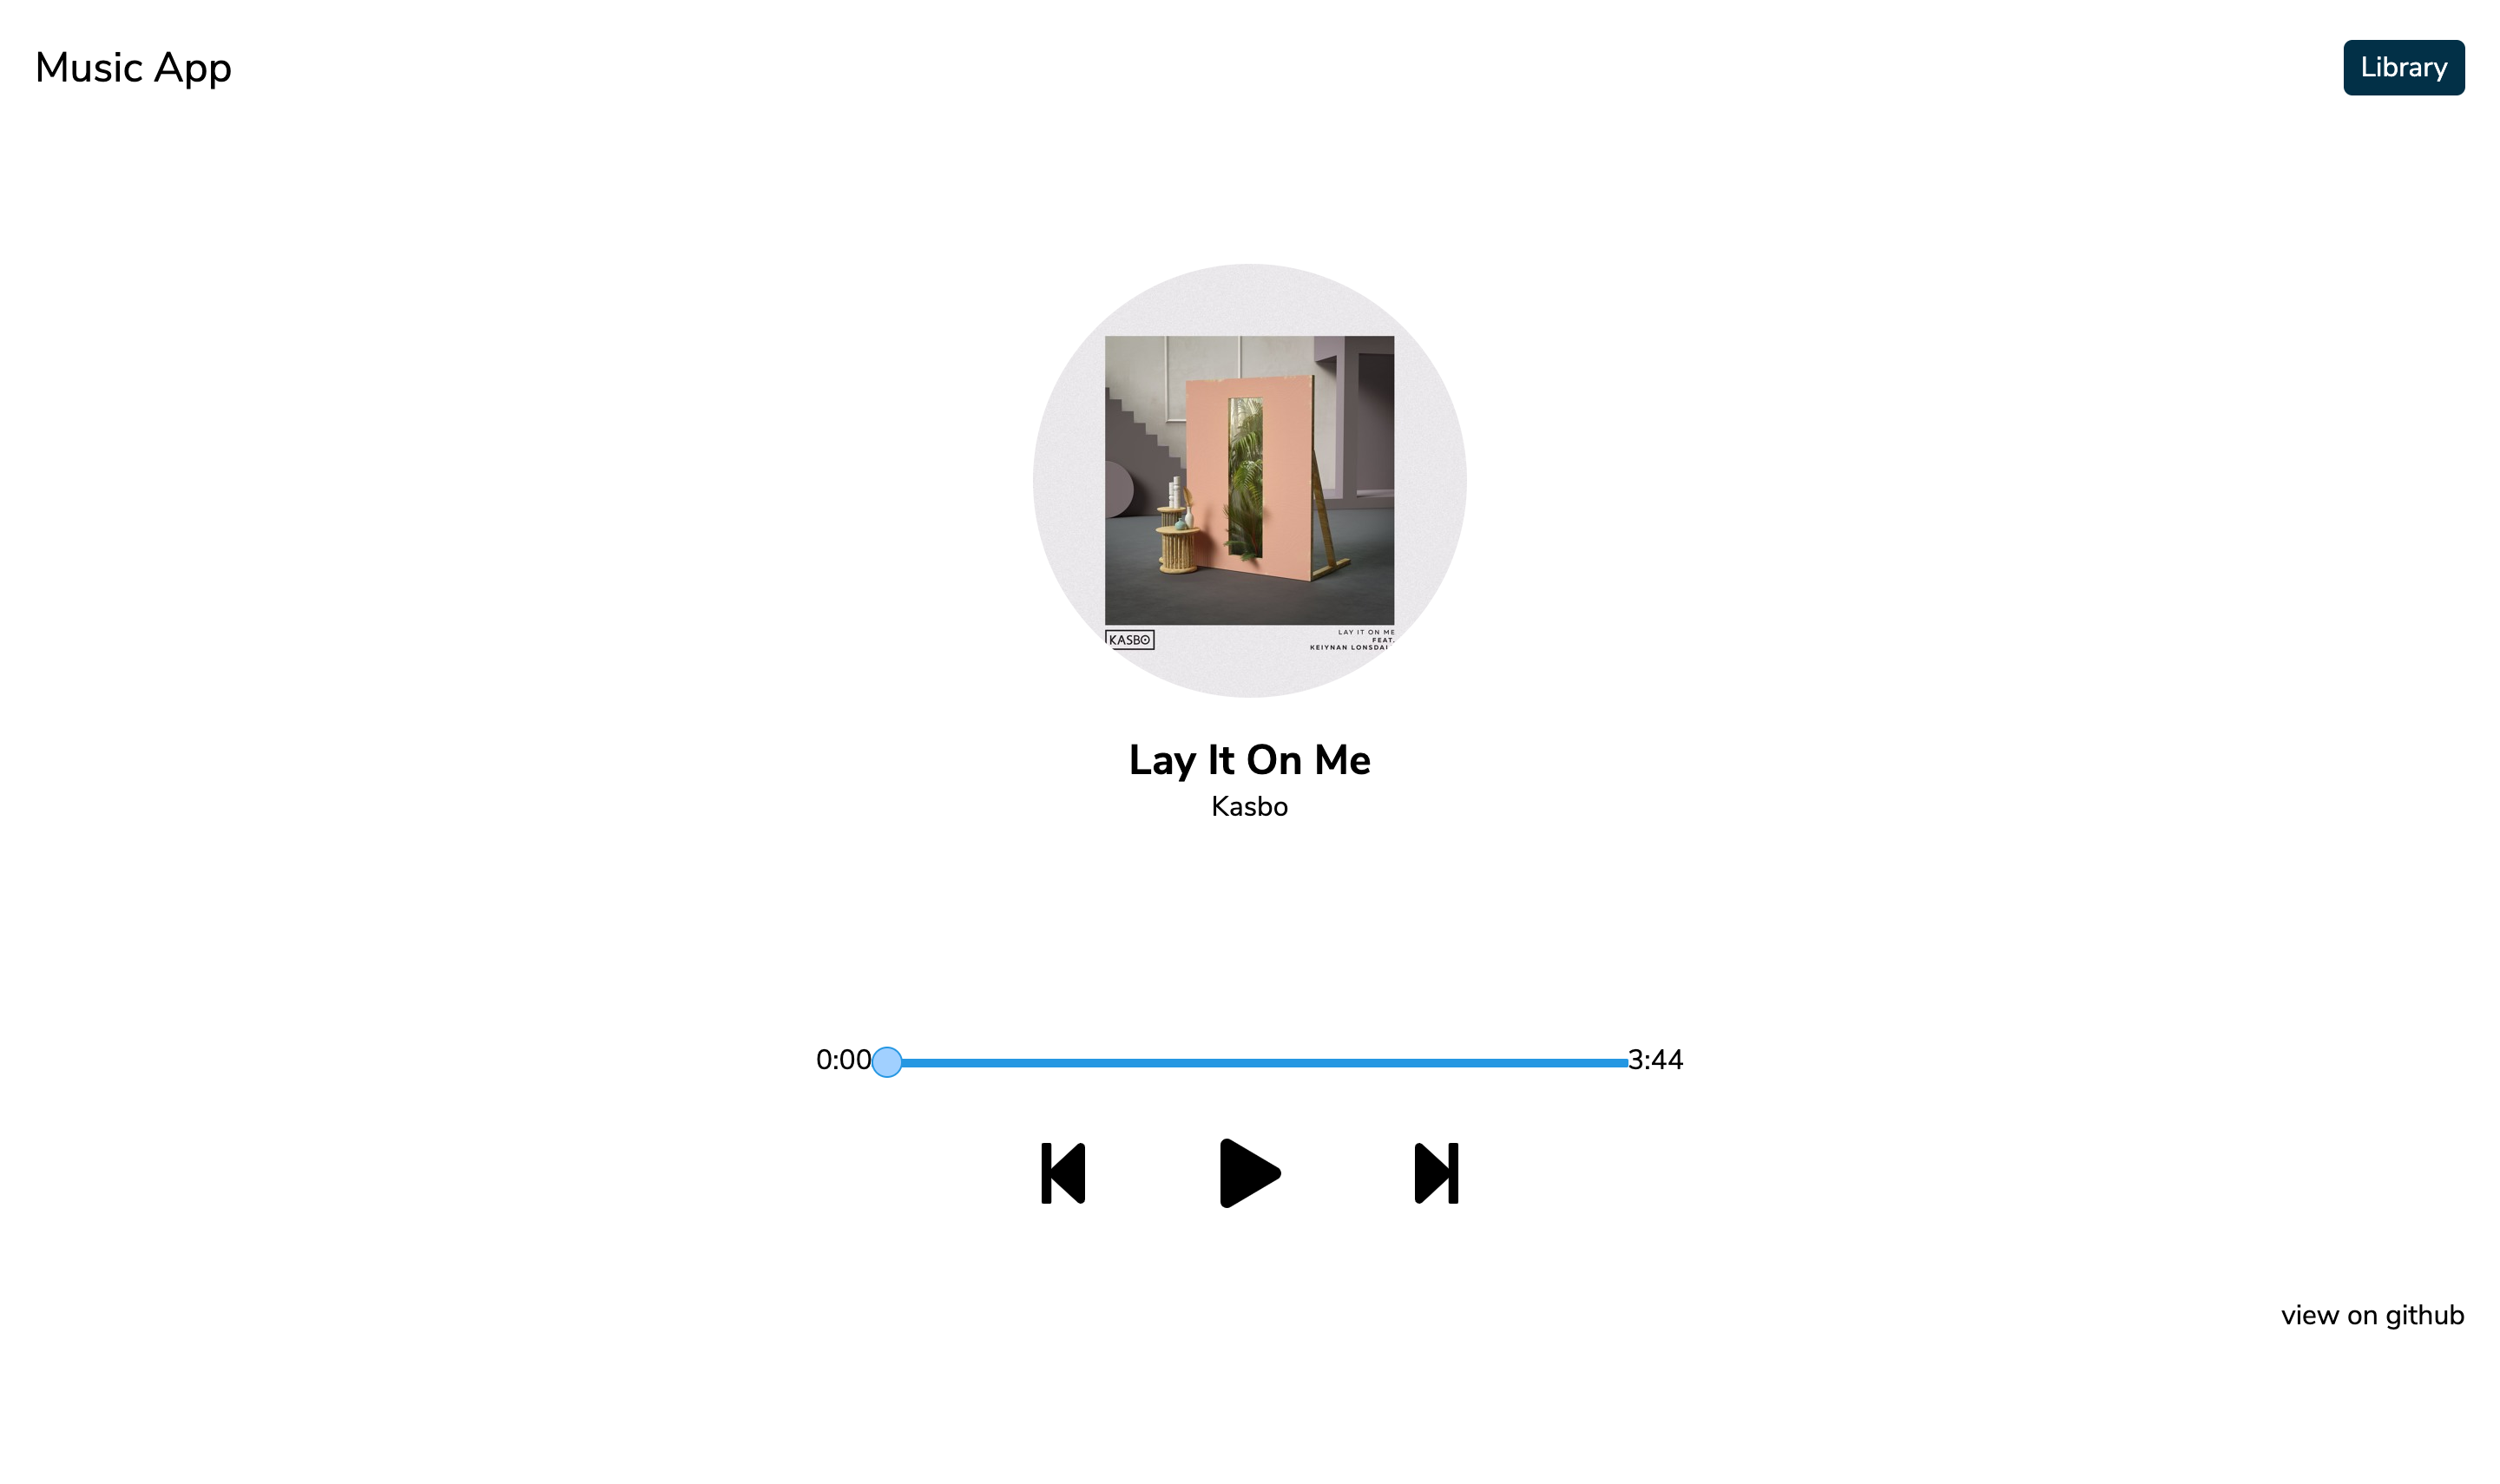 Music App
Library
KASBO
LAY IT ON ME
FEAT.
KEIYNAN
Lay It On Me
Kasbo
0:00
3:44
view on github